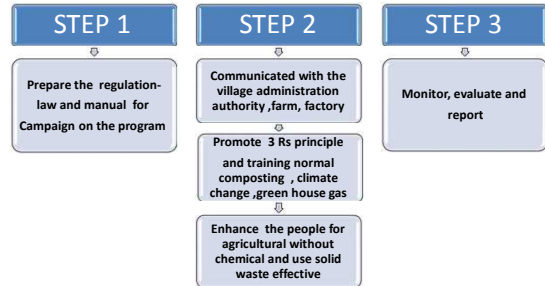 STEP 1
Prepare the regulation-
law and manual for
Campaign on the program
STEP 2
Communicated with the
village administration
authority ,farm, factory
Promote 3 Rs principle
and training normal
composting , climate
change ,green house gas
Enhance the people for
agricultural without
chemical and use solid
waste effective
STEP 3
Monitor, evaluate and
report